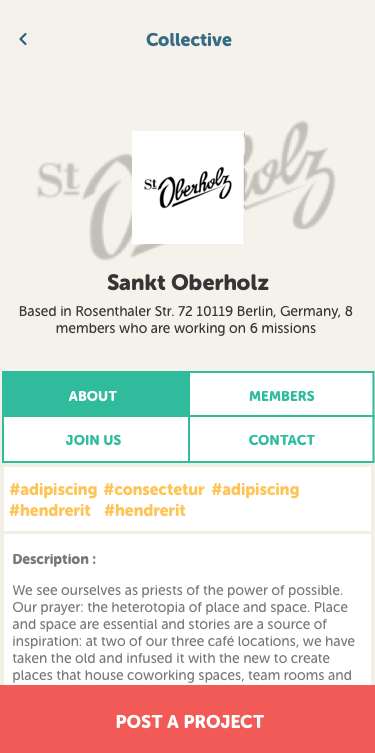 Collective
St Oberholz
Sankt Oberholz
Based in Rosenthaler Str. 72 10119 Berlin, Germany, 8
members who are working on 6 missions
ABOUT
MEMBERS
JOIN US
CONTACT
#adipiscing #consectetur #adipiscing
#hendrerit #hendrerit
Description :
We see ourselves as priests of the power of possible.
Our prayer: the heterotopia of place and space. Place
and space are essential and stories are a source of
inspiration: at two of our three café locations, we have
taken the old and infused it with the new to create
places that house coworking spaces, team rooms and
POST A PROJECT